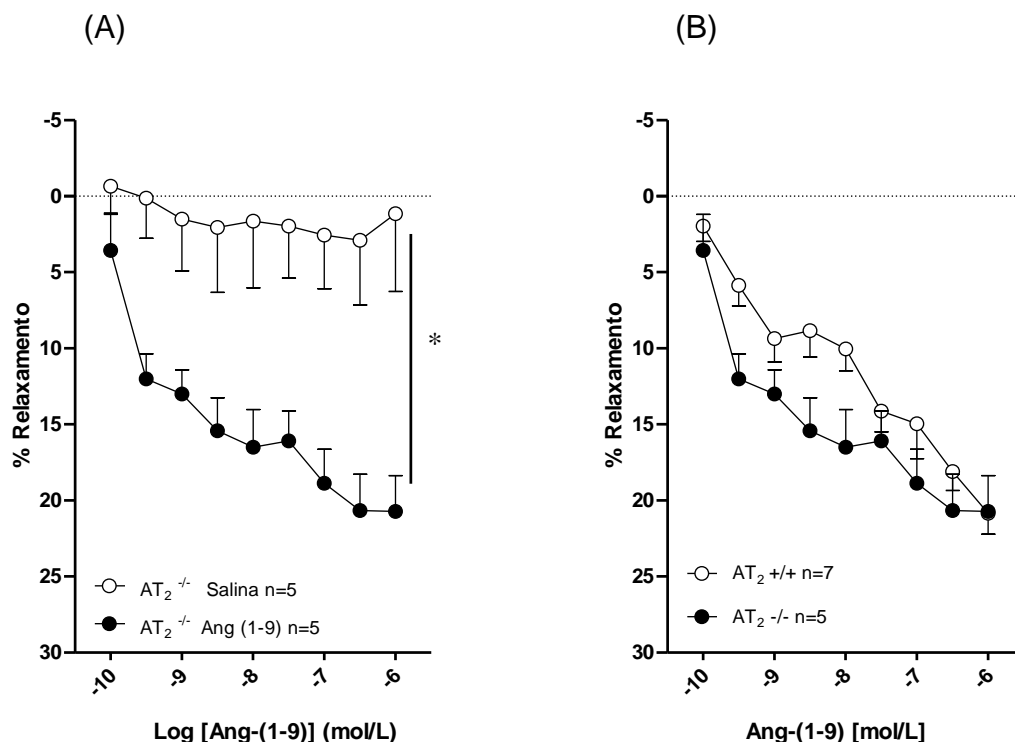 (A)
-5
0
5
10
15
20
25
30
% Relaxamento
*
AT₂ ⁻/⁻ Salina n=5
AT₂ ⁻/⁻ Ang (1-9) n=5
-10
-9
-8
-7
-6
Log [Ang-(1-9)] (mol/L)
(B)
-5
0
5
10
15
20
25
30
% Relaxamento
AT₂ +/+ n=7
AT₂ -/- n=5
-10
-9
-8
-7
-6
Ang-(1-9) [mol/L]